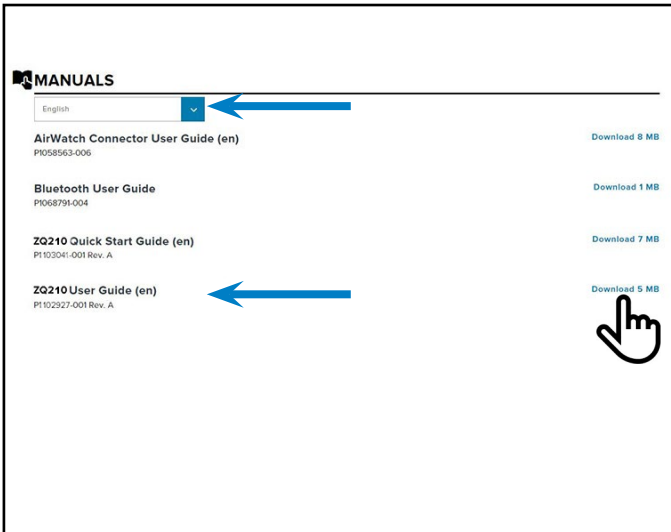 MANUALS
English
AirWatch Connector User Guide (en)
Download 8 MB
P1058563-006
Bluetooth User Guide
Download 1 MB
P1068791-004
ZQ210 Quick Start Guide (en)
Download 7 MB
P1103041-001 Rev. A
ZQ210 User Guide (en)
Download 5 MB
P1102927-001 Rev. A